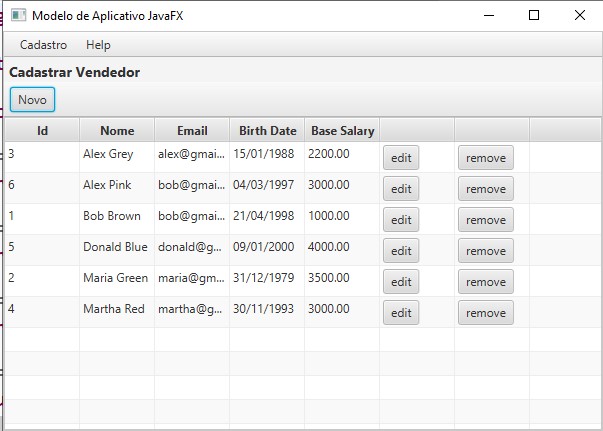 Modelo de Aplicativo JavaFX
Cadastro Help
Cadastrar Vendedor
Novo
Id Nome Email Birth Date Base Salary
3 Alex Grey alex@gmai... 15/01/1988 2200.00 edit remove
6 Alex Pink bob@gmai... 04/03/1997 3000.00 edit remove
1 Bob Brown bob@gmai... 21/04/1998 1000.00 edit remove
5 Donald Blue donald@g... 09/01/2000 4000.00 edit remove
2 Maria Green maria@gm... 31/12/1979 3500.00 edit remove
4 Martha Red martha@g... 30/11/1993 3000.00 edit remove